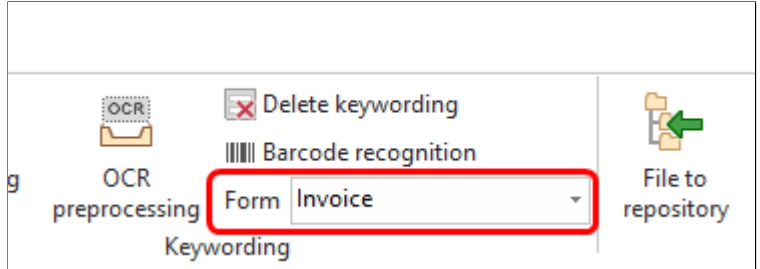 OCR
Delete keywording
Barcode recognition
g
OCR
preprocessing
Form Invoice
File to
repository
Keywording